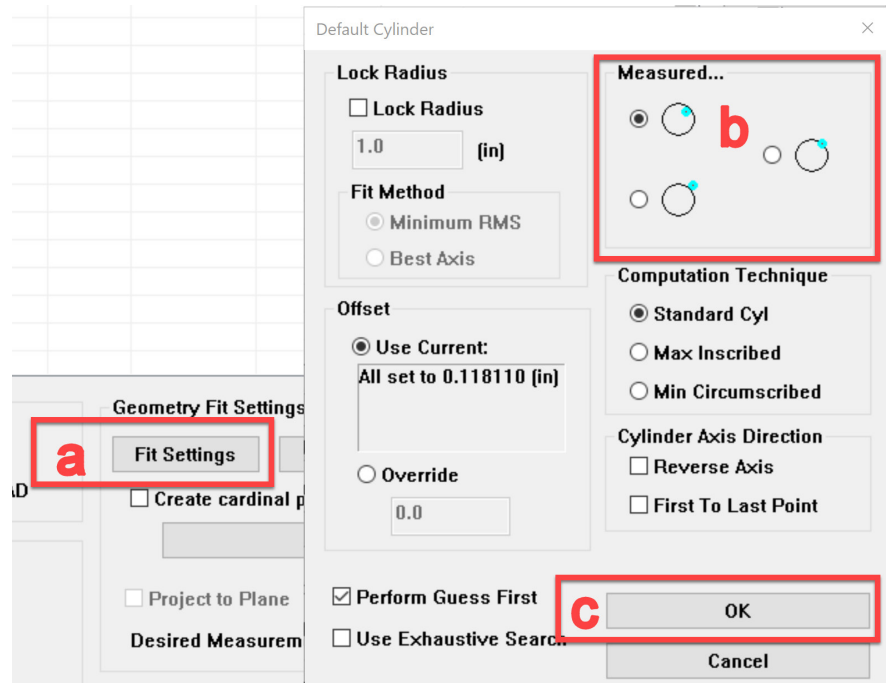 Default Cylinder
Lock Radius
Lock Radius
1.0
(in)
Fit Method
Minimum RMS
Best Axis
Offset
Use Current:
All set to 0.118110 (in)
Override
0.0
Perform Guess First
Use Exhaustive Search
Measured...
b
Computation Technique
Standard Cyl
Max Inscribed
Min Circumscribed
Cylinder Axis Direction
Reverse Axis
First To Last Point
c
OK
Cancel
Geometry Fit Settings
a
Fit Settings
Create cardinal p
Project to Plane
Desired Measurem
AD